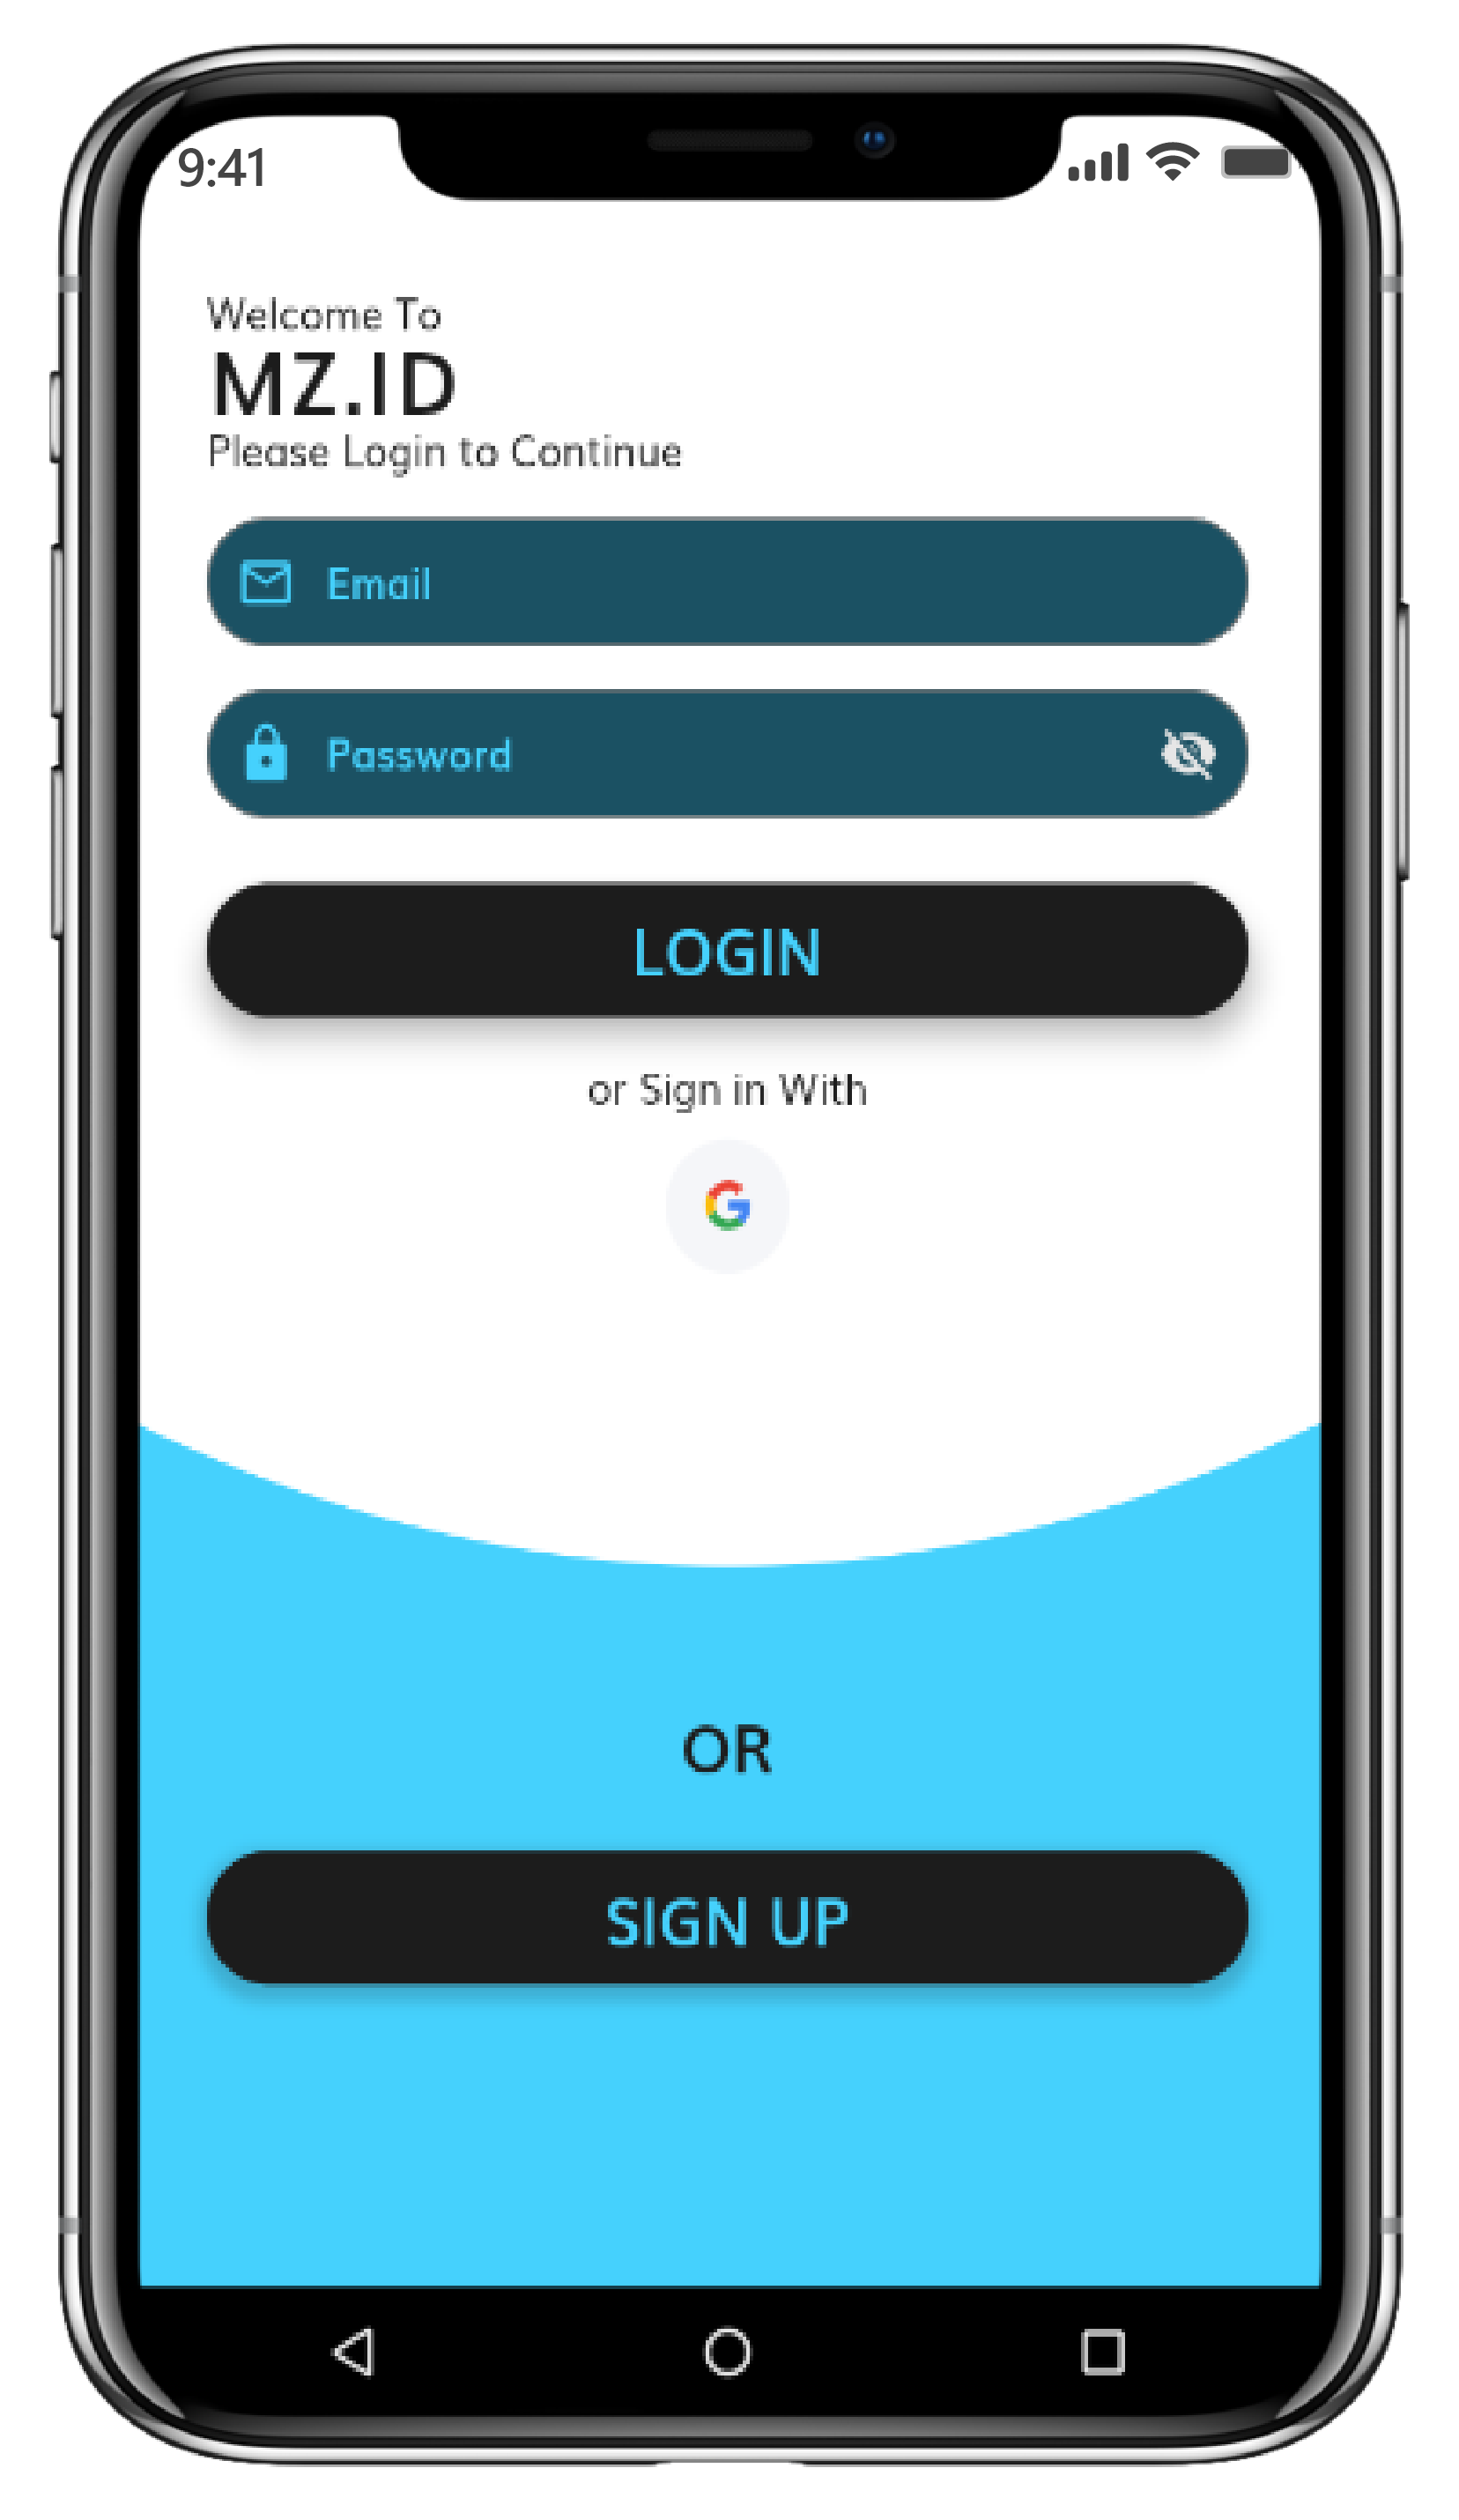 9:41
Welcome To
MZ.ID
Please Login to Continue
Email
Password
LOGIN
or Sign in With
G
OR
SIGN UP